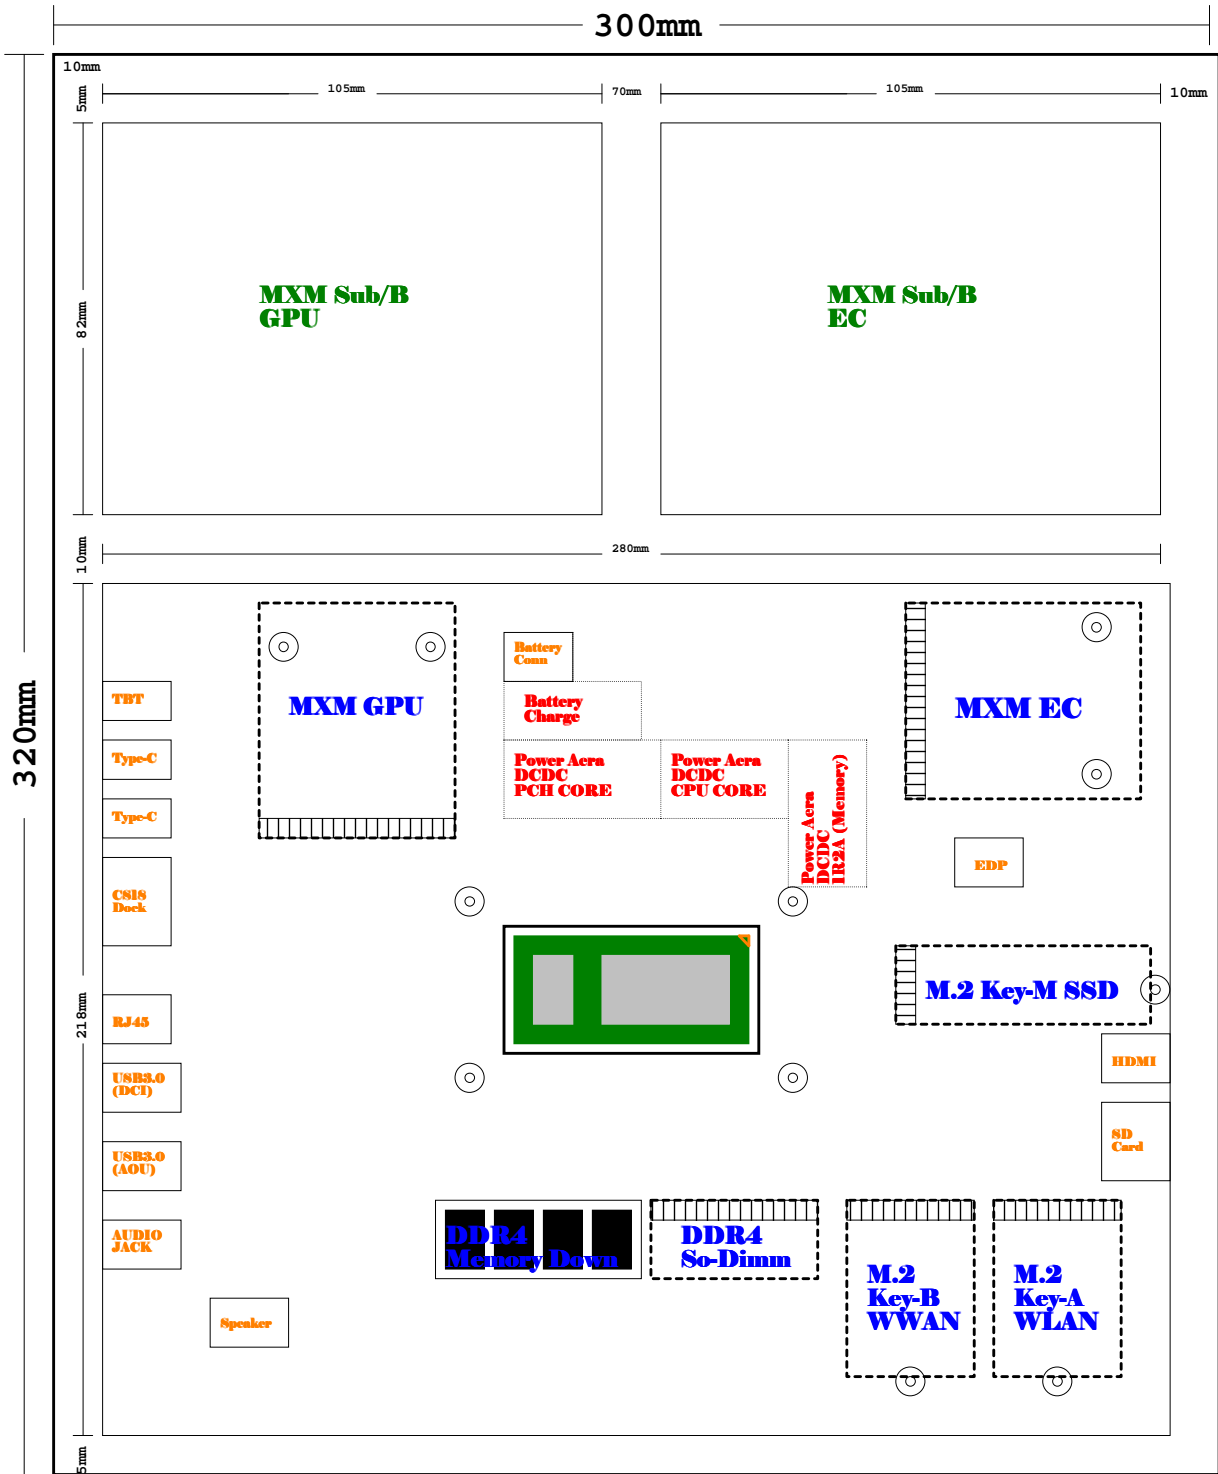 300mm
10mm
5mm
105mm
70mm
105mm
10mm
MXM Sub/B
GPU
MXM Sub/B
EC
82mm
10mm
280mm
320mm
218mm
5mm
MXM GPU
Battery
Conn
Battery
Charge
MXM EC
TBT
Type-C
Type-C
Power Aera
DCDC
PCH CORE
Power Aera
DCDC
CPU CORE
Power Aera
DCDC
1R2A (Memory)
EDP
CS18
Dock
M.2 Key-M SSD
RJ45
HDMI
USB3.0
(DCI)
SD
Card
USB3.0
(AOU)
AUDIO
JACK
DDR4
Memory Down
DDR4
So-Dimm
M.2
Key-B
WWAN
M.2
Key-A
WLAN
Speaker